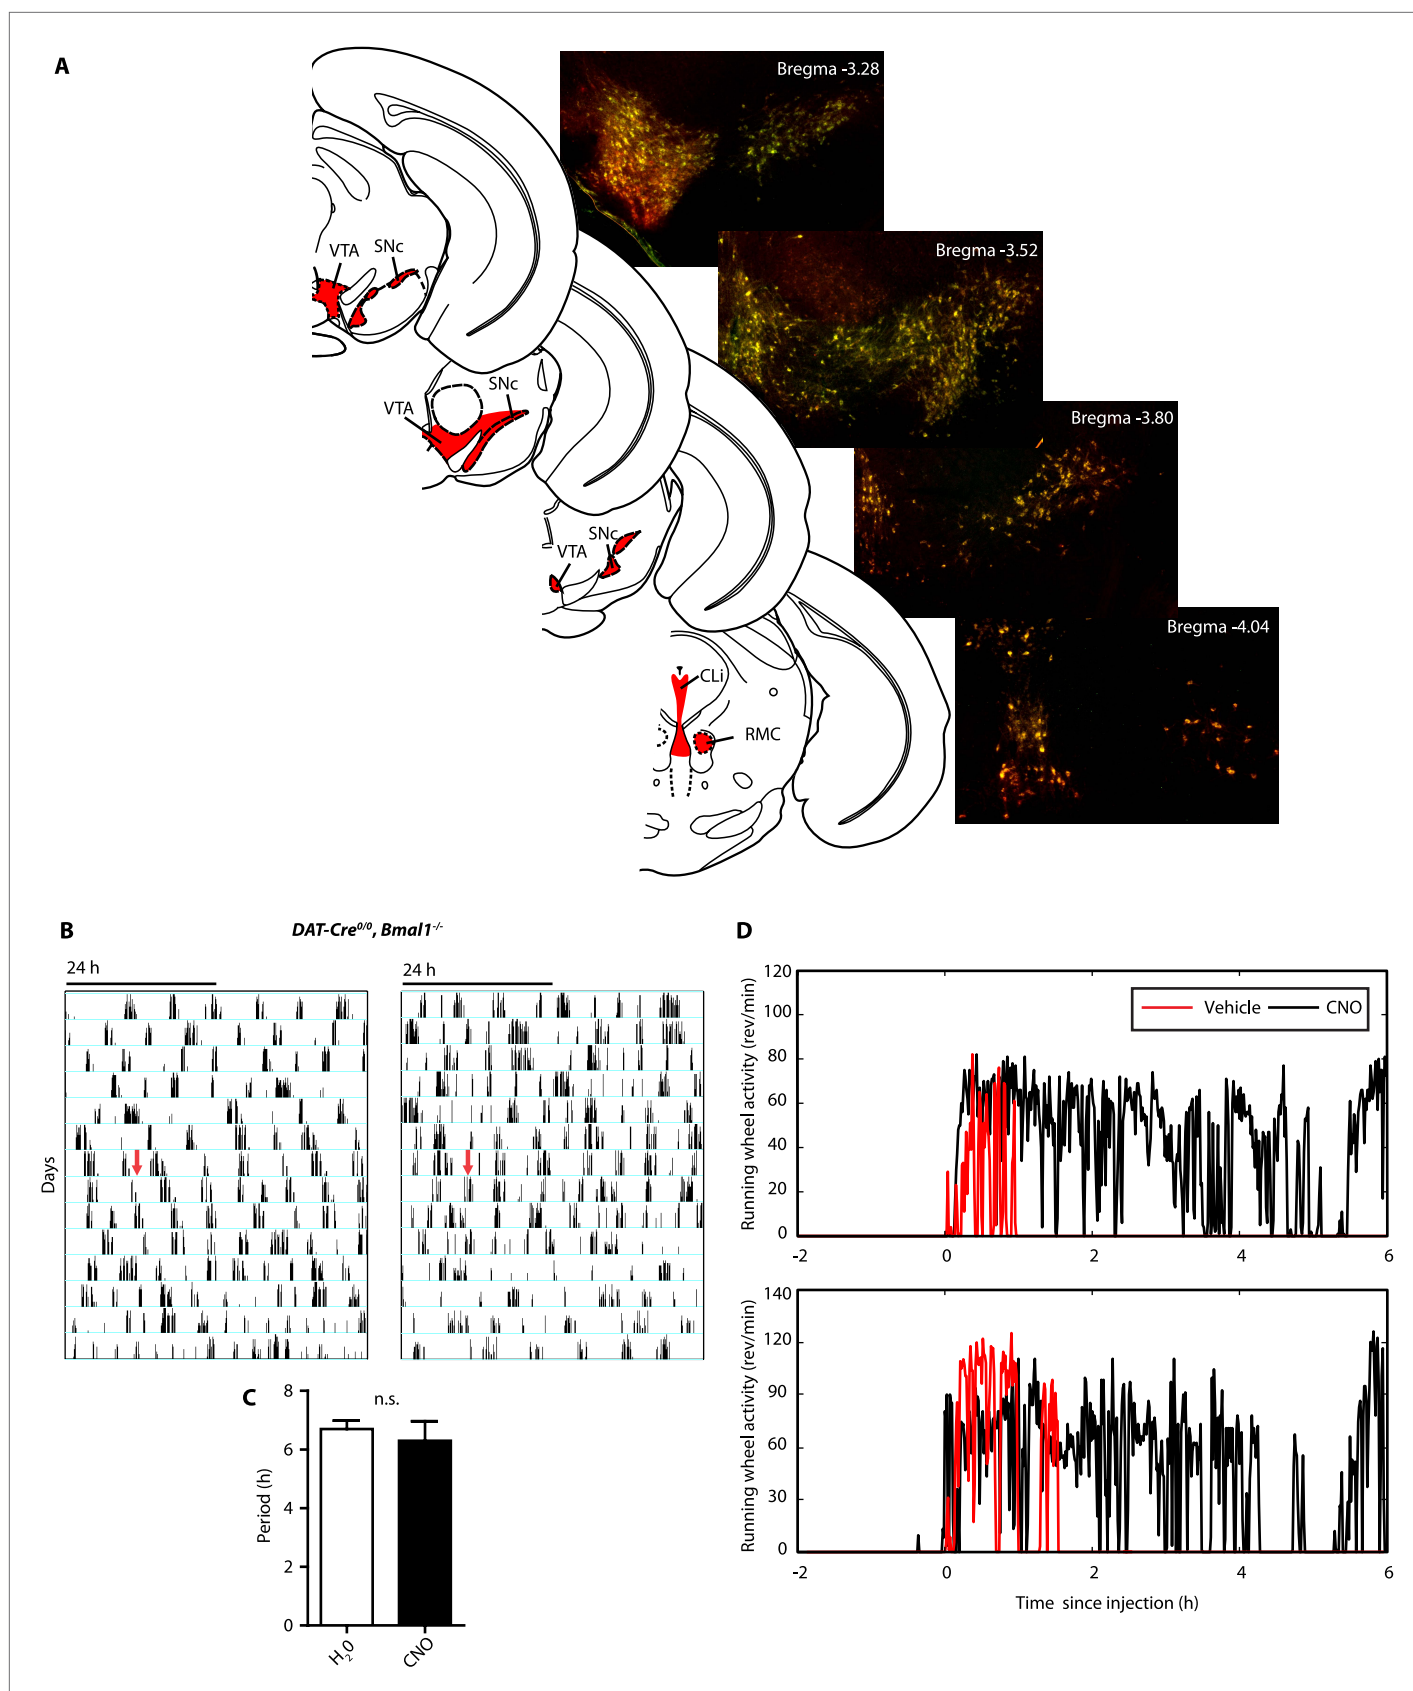 A
Bregma -3.28
VTA
SNc
Bregma -3.52
VTA
SNc
Bregma -3.80
VTA
SNc
Bregma -4.04
CLi
RMC
B
DAT-Cre0/0, Bmal1-/-
24 h
24 h
Days
C
n.s.
Period (h)
8
6
4
2
0
H20
CNO
D
Running wheel activity (rev/min)
120
100
80
60
40
20
0
Vehicle
CNO
-2
0
2
4
6
Running wheel activity (rev/min)
140
120
90
60
30
0
-2
0
2
4
6
Time since injection (h)